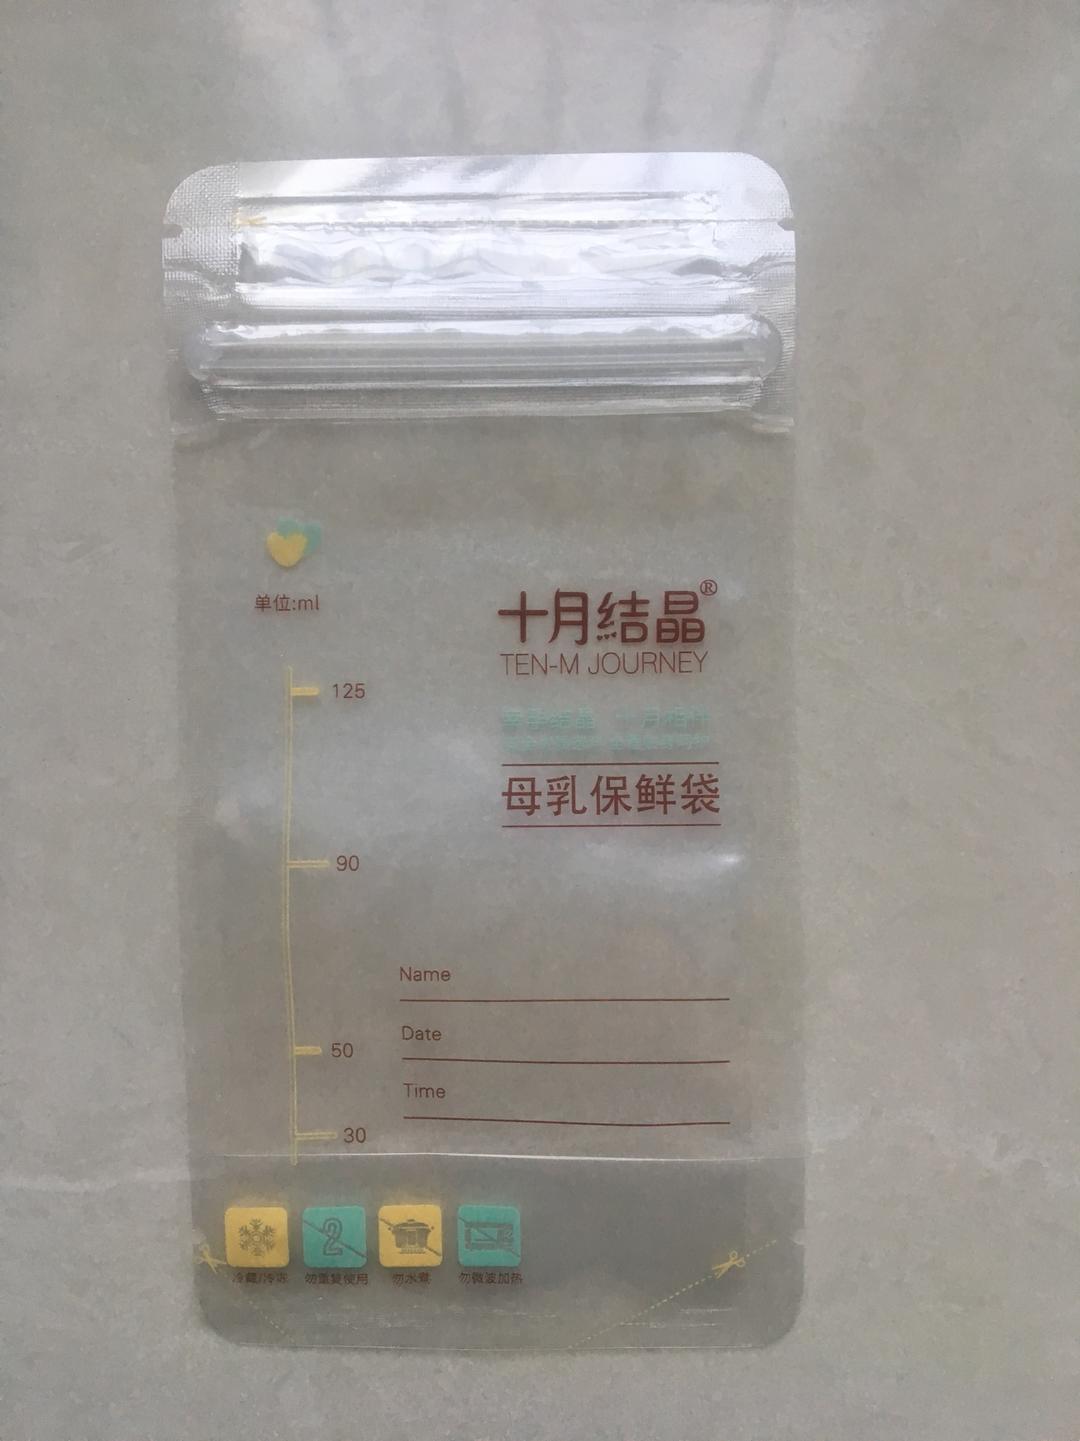 单位:ml
十月结晶®
TEN-M JOURNEY
母乳保鲜袋
125
90
50
30
Name
Date
Time
2
冷藏/冷冻 勿重复使用 勿水煮 勿微波加热